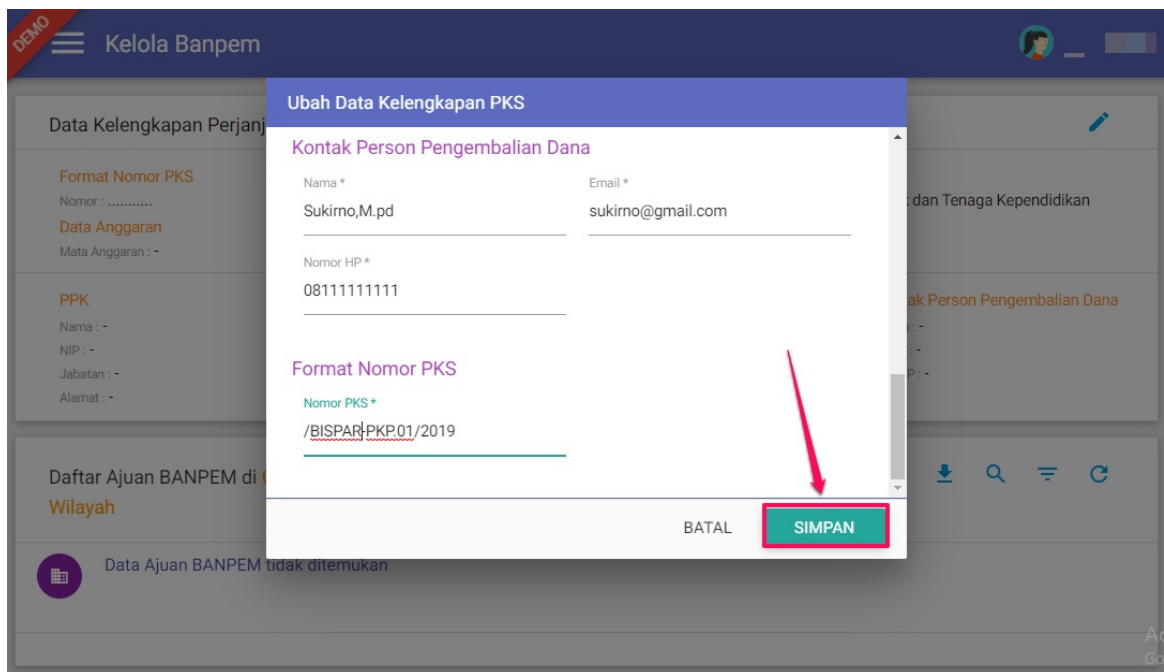 DEMO
Kelola Banpem
Ubah Data Kelengkapan PKS
Data Kelengkapan Perjanj
Kontak Person Pengembalian Dana
Format Nomor PKS
Nomor : ...........
Data Anggaran
Mata Anggaran : -
Nama *
Sukirno,M.pd
Email *
sukirno@gmail.com
dan Tenaga Kependidikan
Nomor HP *
08111111111
PPK
Nama : -
NIP : -
Jabatan : -
Alamat : -
ak Person Pengembalian Dana
: -
: -
P : -
Format Nomor PKS
Nomor PKS *
/BISPAR-PKP.01/2019
Daftar Ajuan BANPEM di
Wilayah
BATAL
SIMPAN
Data Ajuan BANPEM tidak ditemukan